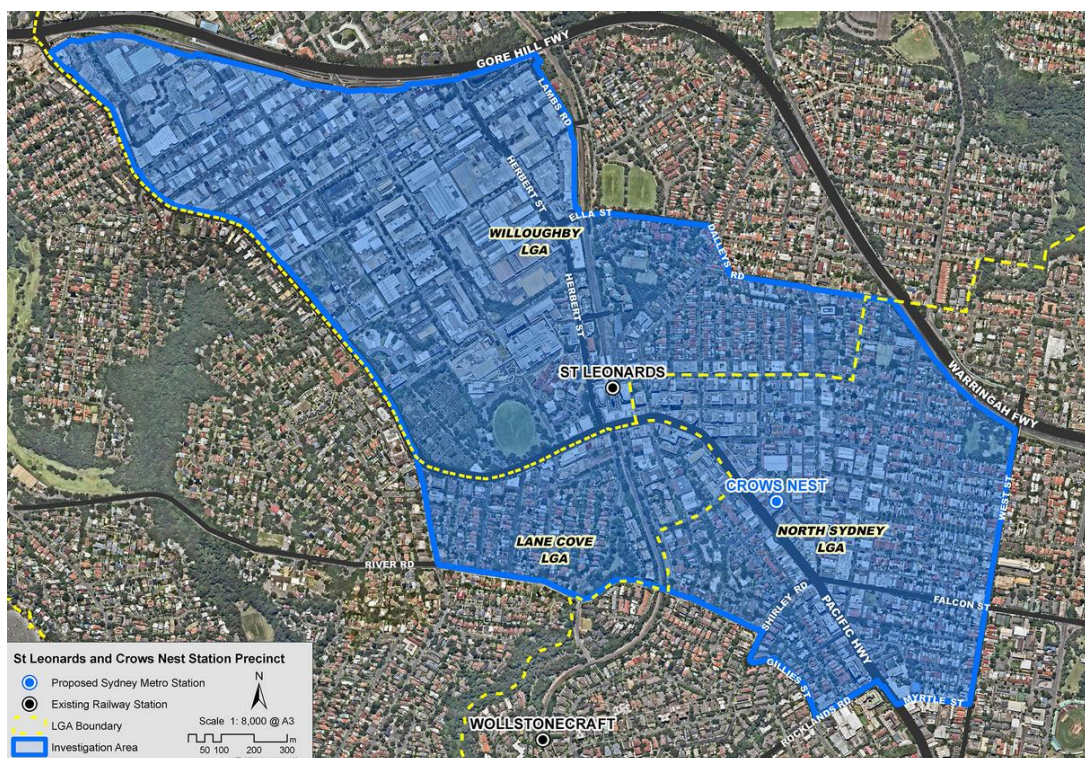 GORE HILL FWY
LAMBS RD
HERBERT ST
ELLA ST
WILLOUGHBY
LGA
DALLEYS RD
HERBERT ST
ST LEONARDS
WARRINGAH FWY
CROWS NEST
WEST ST
NORTH SYDNEY
LGA
LANE COVE
LGA
RIVER RD
SHIRLEY RD
PACIFIC HWY
FALCON ST
GILLIES ST
MYRTLE ST
ROCKLANDS RD
WOLLSTONECRAFT
St Leonards and Crows Nest Station Precinct
Proposed Sydney Metro Station
N
Existing Railway Station
LGA Boundary
Scale 1: 8,000 @ A3
Investigation Area
50 100 200 300 m